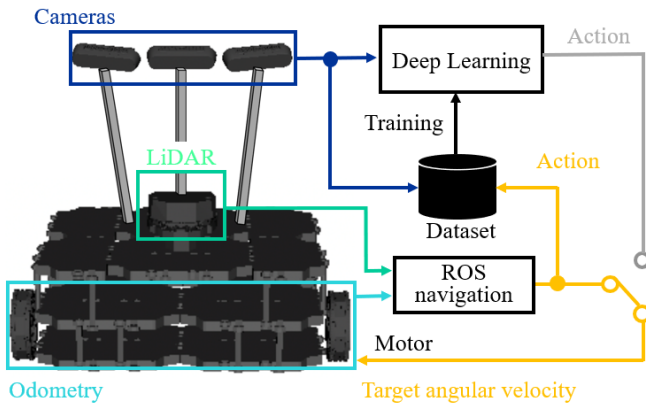 Cameras
Deep Learning
Action
Training
LiDAR
Action
Dataset
ROS
navigation
Motor
Odometry
Target angular velocity